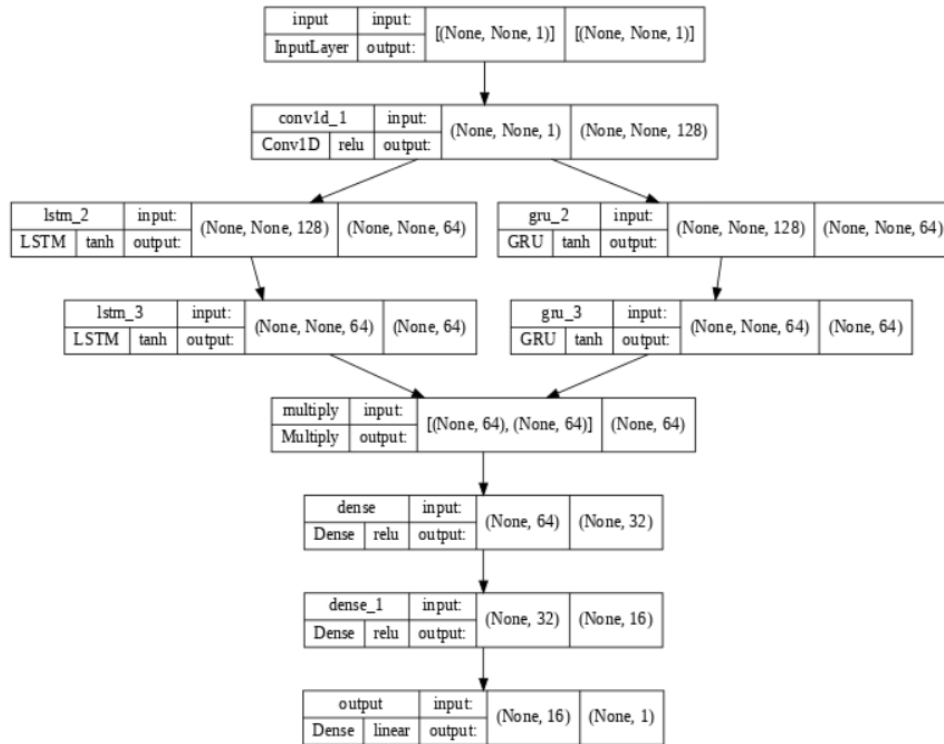 input input: [(None, None, 1)] [(None, None, 1)]
InputLayer output:
conv1d_1 input: (None, None, 1) (None, None, 128)
Conv1D relu output:
lstm_2 input: (None, None, 128) (None, None, 64)
LSTM tanh output:
gru_2 input: (None, None, 128) (None, None, 64)
GRU tanh output:
lstm_3 input: (None, None, 64) (None, 64)
LSTM tanh output:
gru_3 input: (None, None, 64) (None, 64)
GRU tanh output:
multiply input: [(None, 64), (None, 64)] (None, 64)
Multiply output:
dense input: (None, 64) (None, 32)
Dense relu output:
dense_1 input: (None, 32) (None, 16)
Dense relu output:
output input: (None, 16) (None, 1)
Dense linear output: